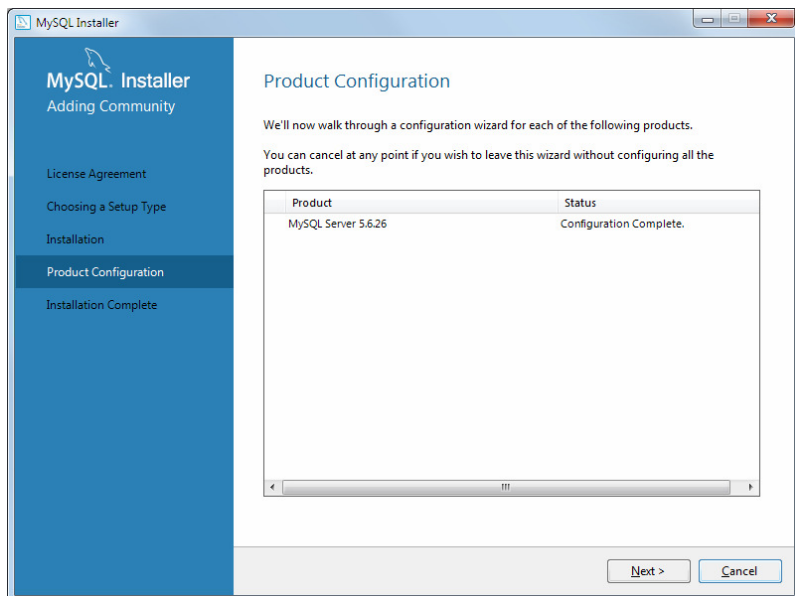 MySQL Installer
MySQL. Installer
Adding Community
License Agreement
Choosing a Setup Type
Installation
Product Configuration
Installation Complete
Product Configuration
We'll now walk through a configuration wizard for each of the following products.
You can cancel at any point if you wish to leave this wizard without configuring all the
products.
Product Status
MySQL Server 5.6.26 Configuration Complete.
Next > Cancel